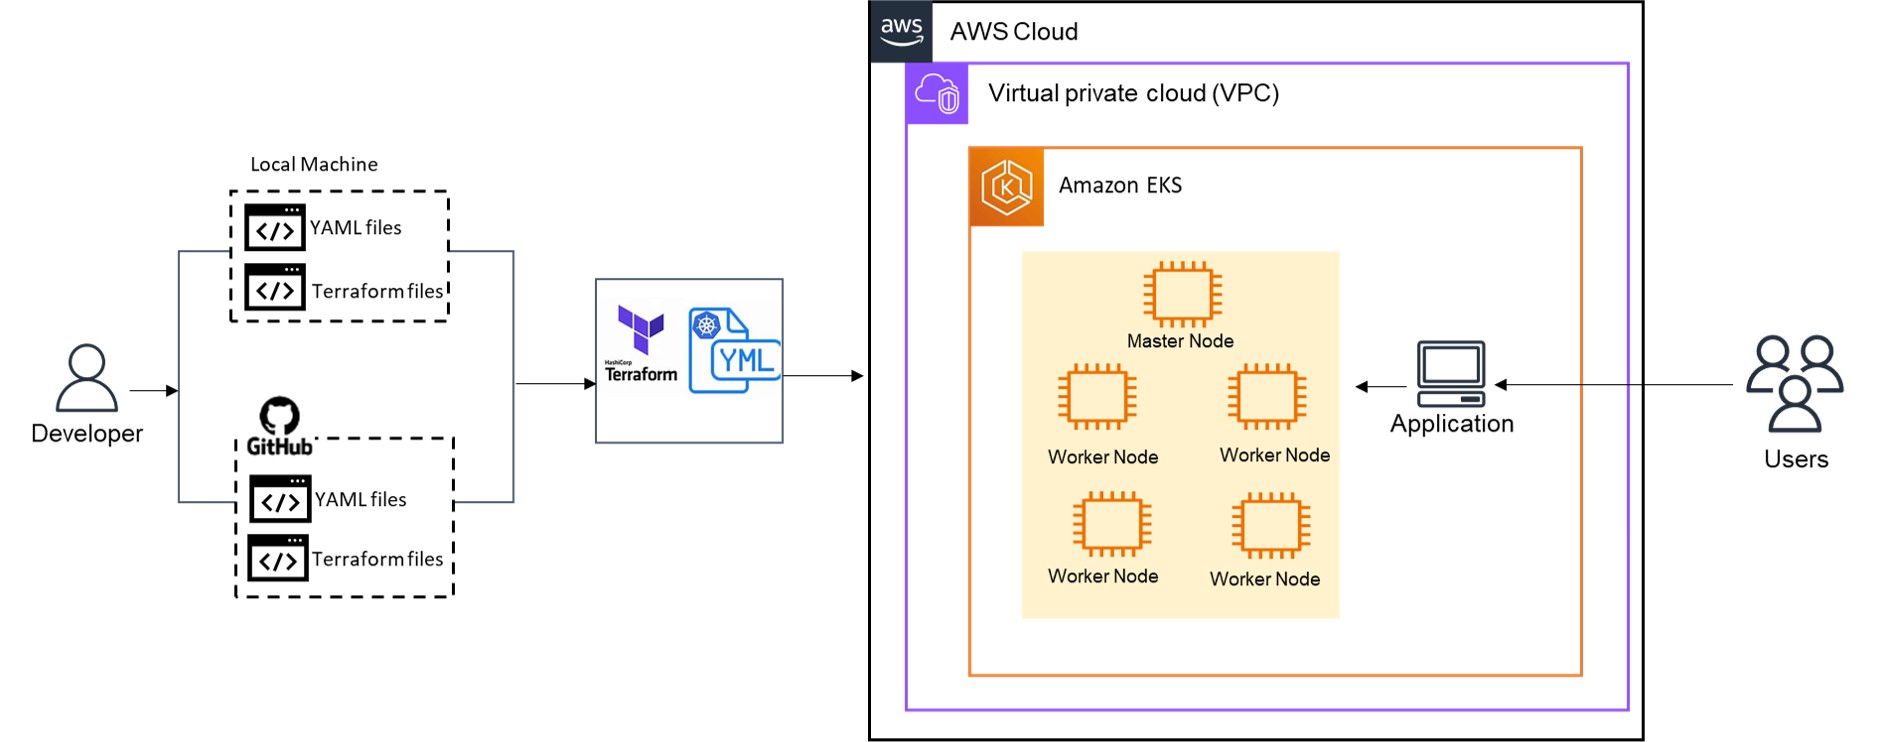 aws
AWS Cloud
Virtual private cloud (VPC)
Local Machine
YAML files
Terraform files
Amazon EKS
K
HashiCorp
Terraform
YML
Master Node
Developer
GitHub
YAML files
Terraform files
Worker Node
Worker Node
Worker Node
Worker Node
Application
Users